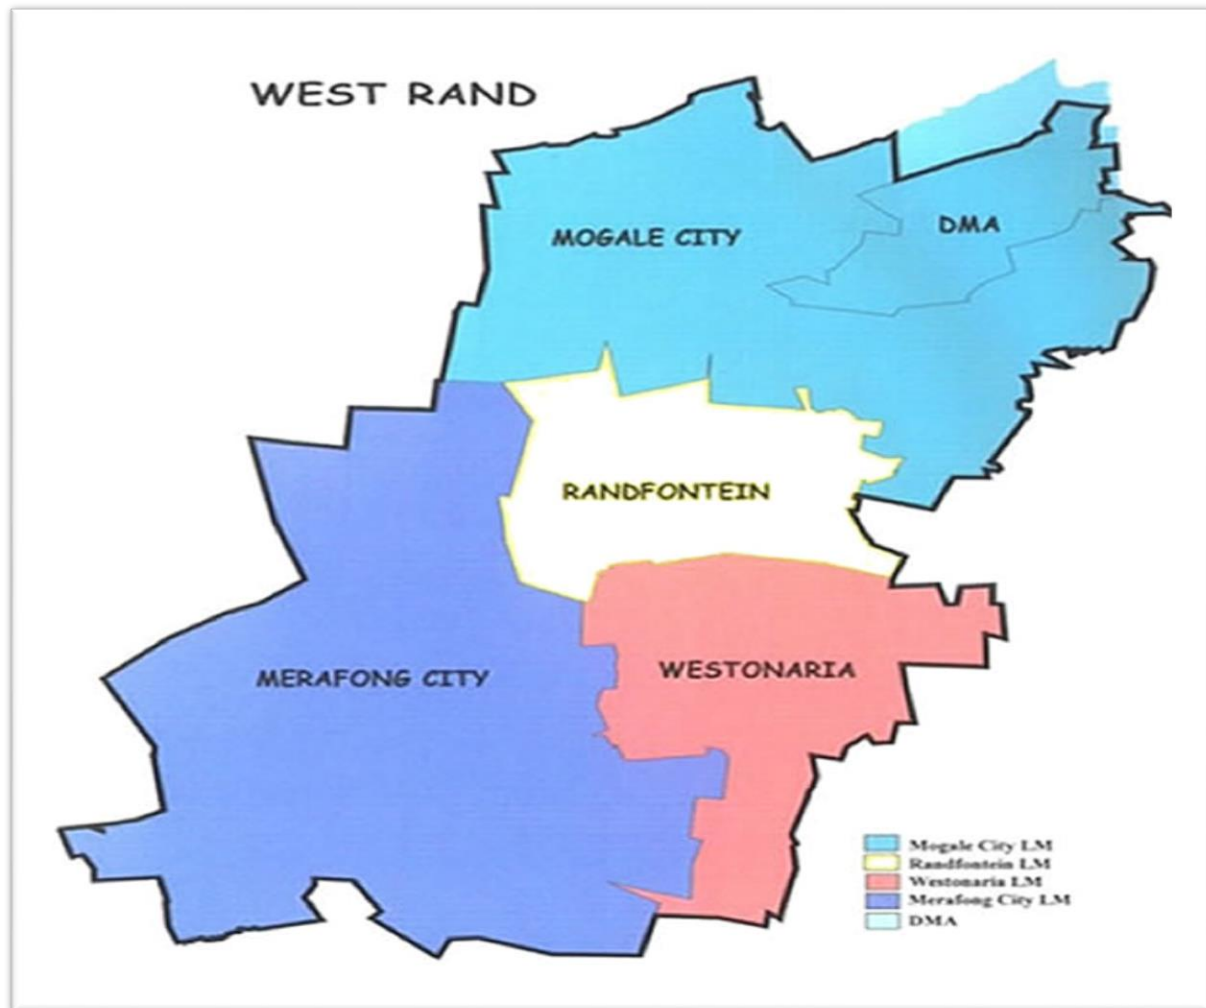 WEST RAND
MOGALE CITY
DMA
RANDFONTEIN
MERAFONG CITY
WESTONARIA
Mogale City LM
Randfontein LM
Westonaria LM
Merafong City LM
DMA